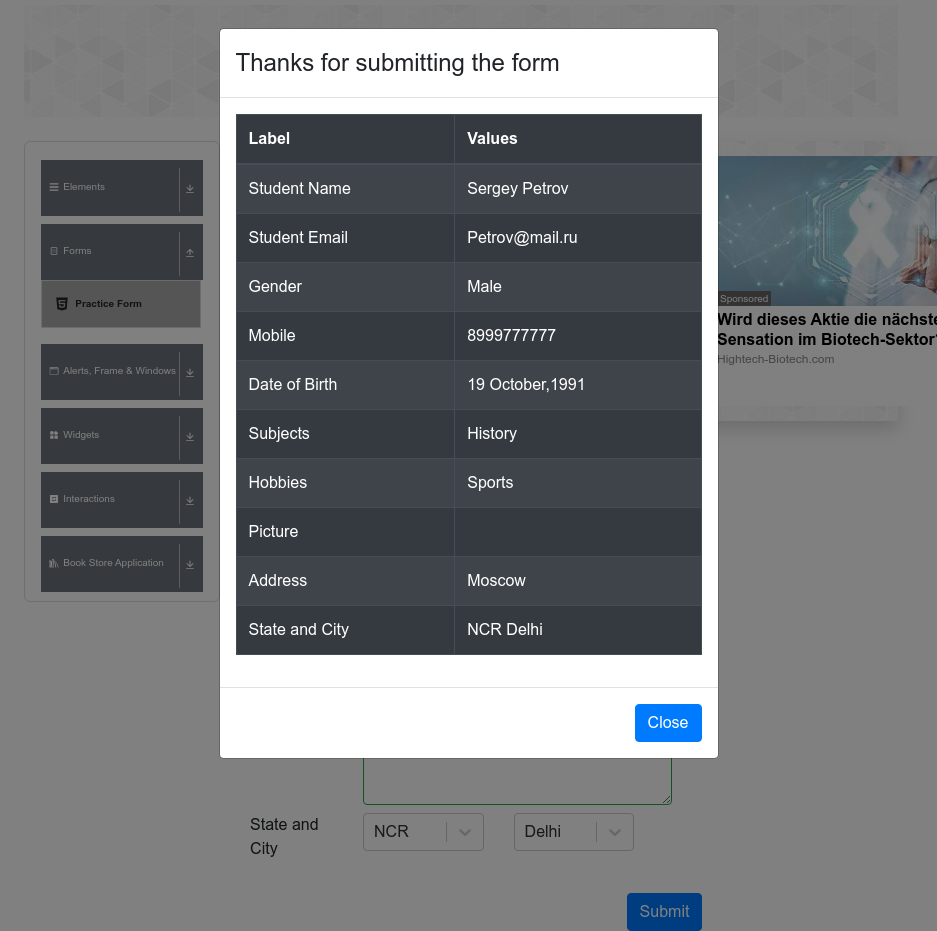 Thanks for submitting the form
Label Values
Student Name Sergey Petrov
Student Email Petrov@mail.ru
Gender Male
Mobile 8999777777
Date of Birth 19 October,1991
Subjects History
Hobbies Sports
Picture
Address Moscow
State and City NCR Delhi
Close
Elements
Forms
Practice Form
Alerts, Frame & Windows
Widgets
Interactions
Book Store Application
Sponsored
Wird dieses Aktie die nächste
Sensation im Biotech-Sektor?
Hightech-Biotech.com
State and
City
NCR Delhi
Submit